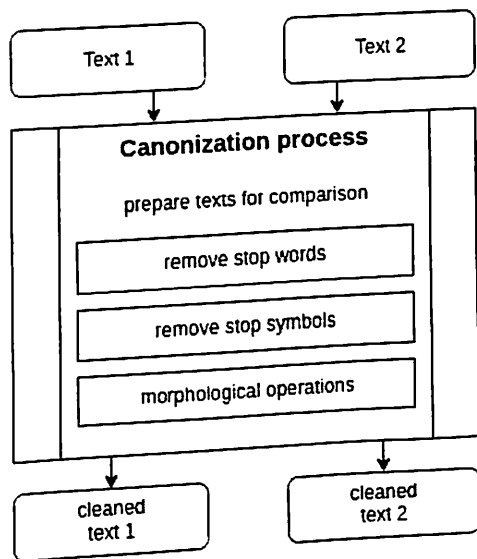 Text 1
Text 2
Canonization process
prepare texts for comparison
remove stop words
remove stop symbols
morphological operations
cleaned
text 1
cleaned
text 2